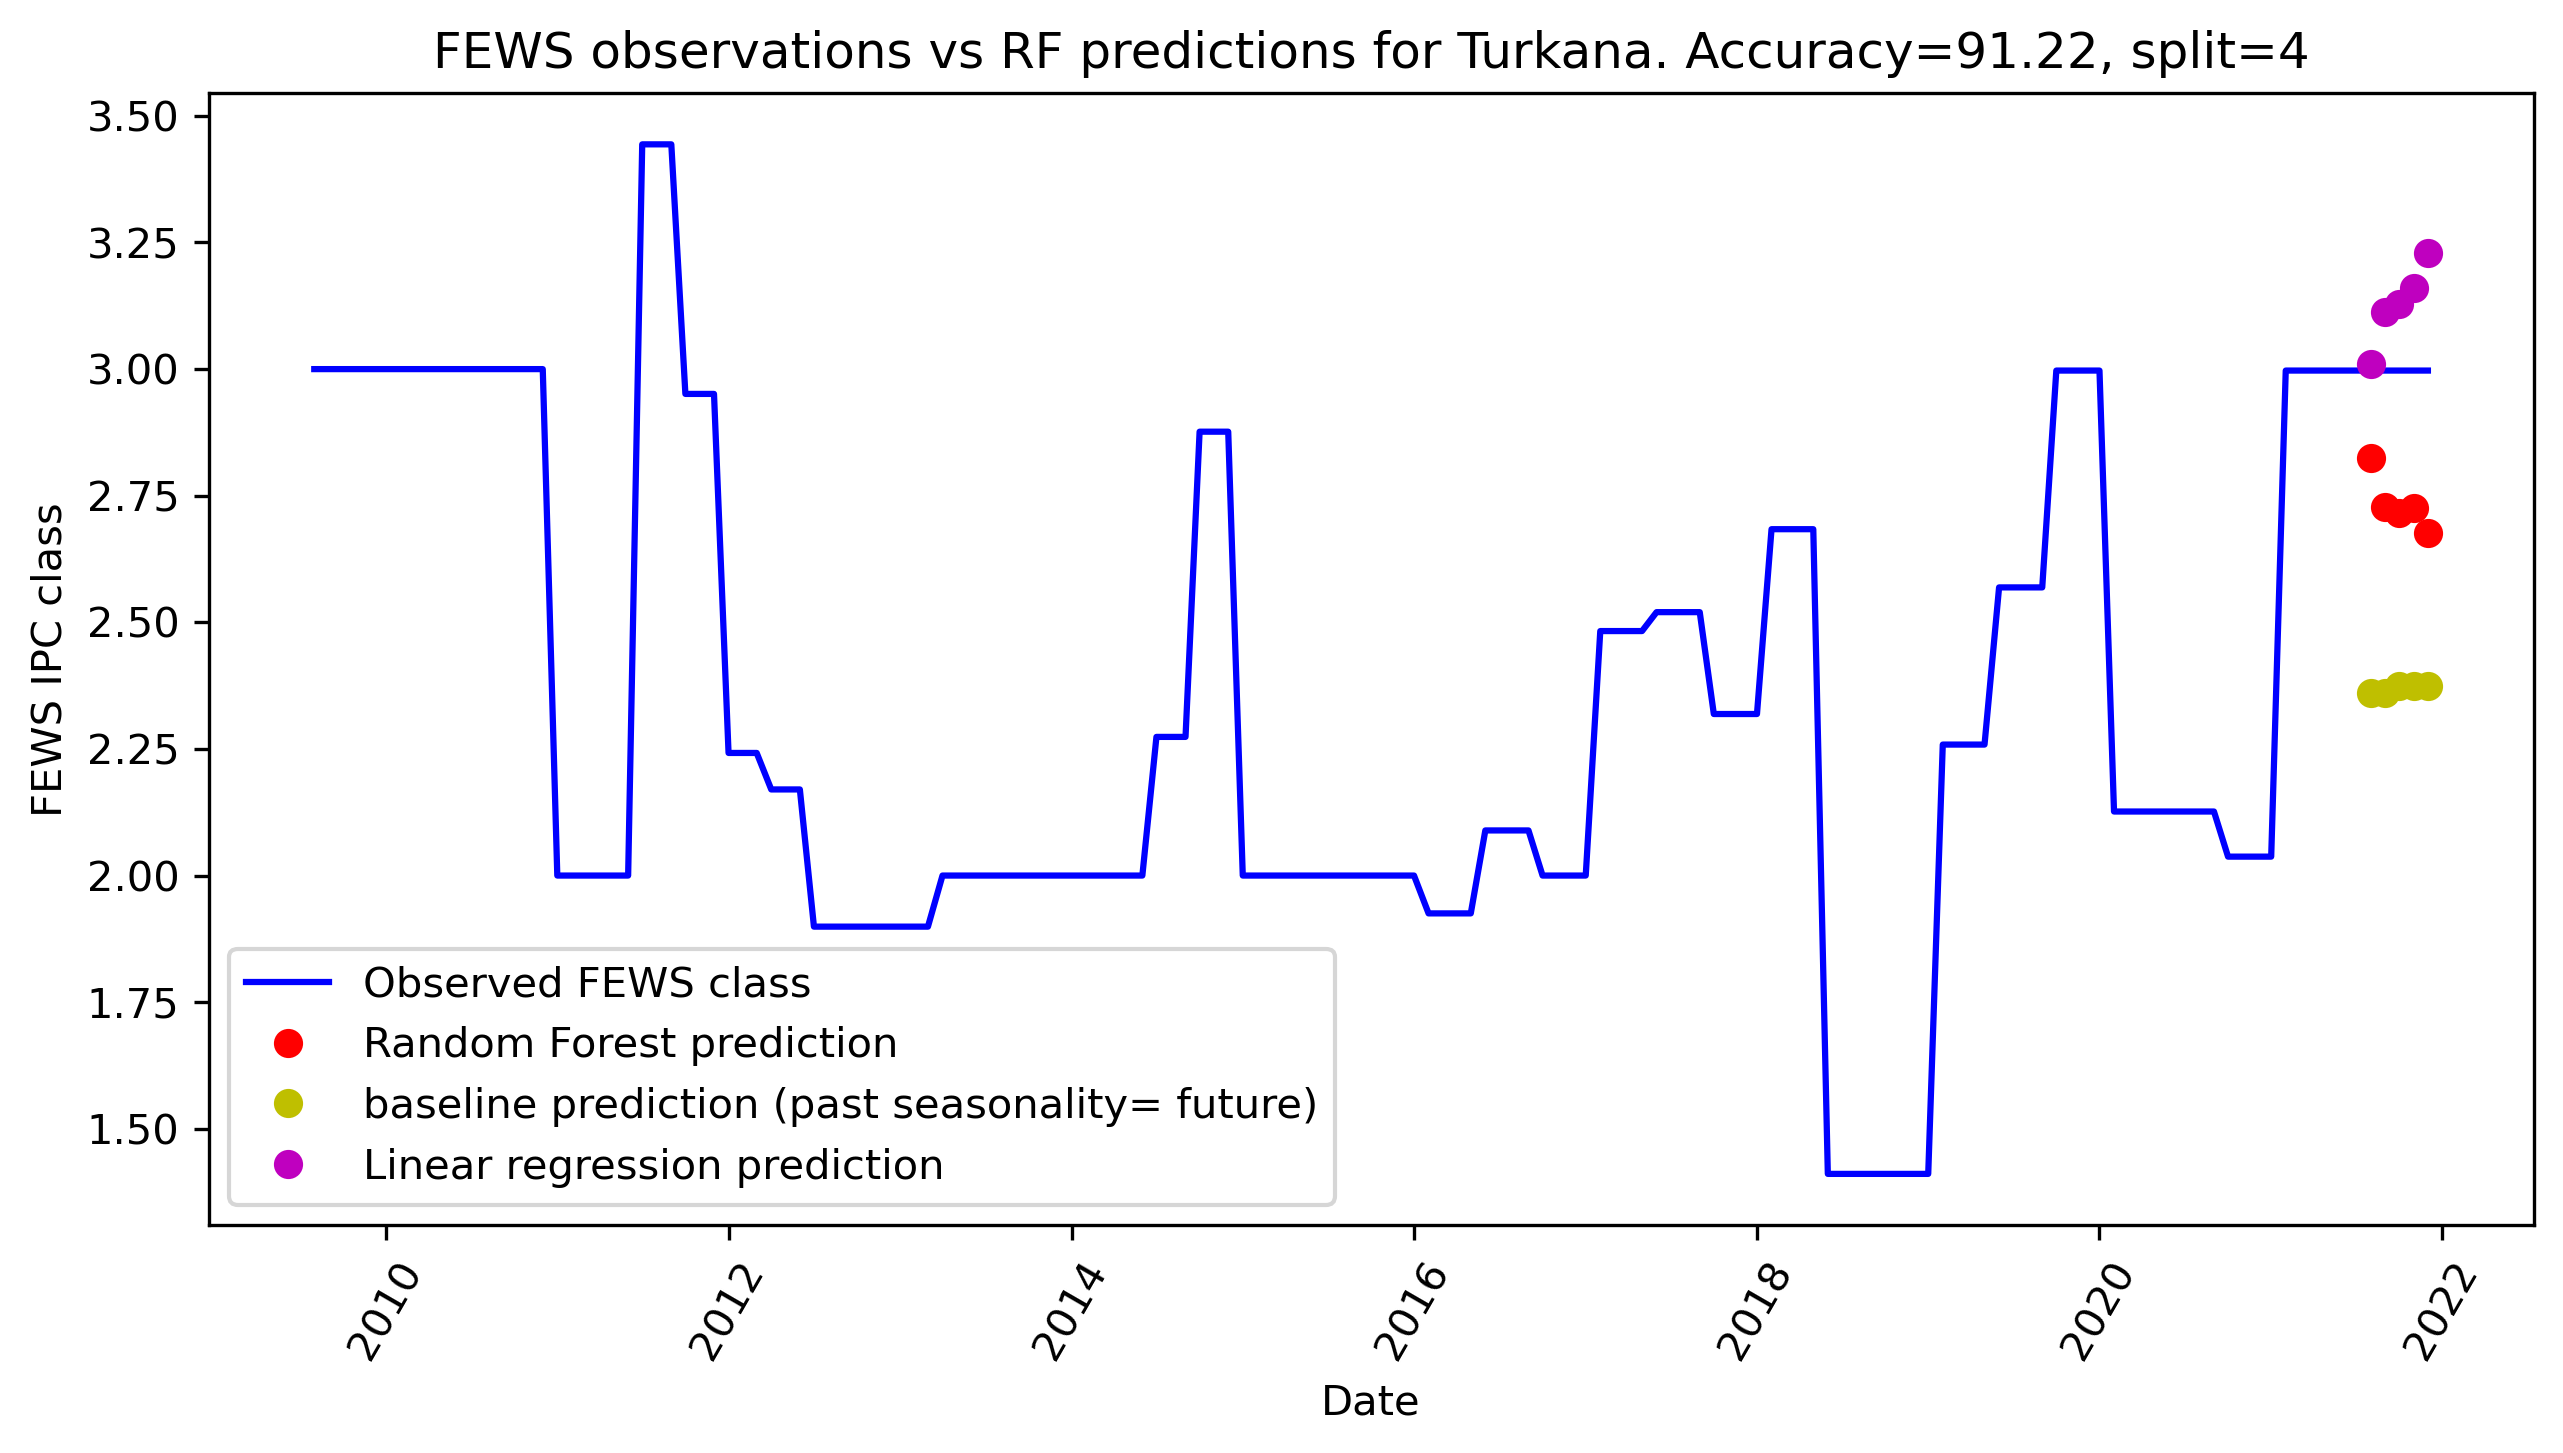 FEWS observations vs RF predictions for Turkana. Accuracy=91.22, split=4
3.50
3.25
3.00
2.75
2.50
2.25
2.00
1.75
1.50
FEWS IPC class
Observed FEWS class
Random Forest prediction
baseline prediction (past seasonality= future)
Linear regression prediction
2010
2012
2014
2016
2018
2020
2022
Date